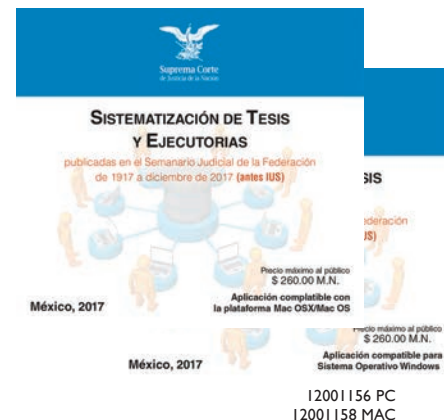 Suprema Corte
de Justicia de la Nación
SISTEMATIZACIÓN DE TESIS
Y EJECUTORIAS
publicadas en el Semanario Judicial de la Federación
de 1917 a diciembre de 2017 (antes IUS)
Precio máximo al público
$ 260.00 M.N.
México, 2017
Aplicación complatible con
la plataforma Mac OSX/Mac OS
SIS
ederación
US)
Precio máximo al público
$ 260.00 M.N.
México, 2017
Aplicación compatible para
Sistema Operativo Windows
12001156 PC
12001158 MAC